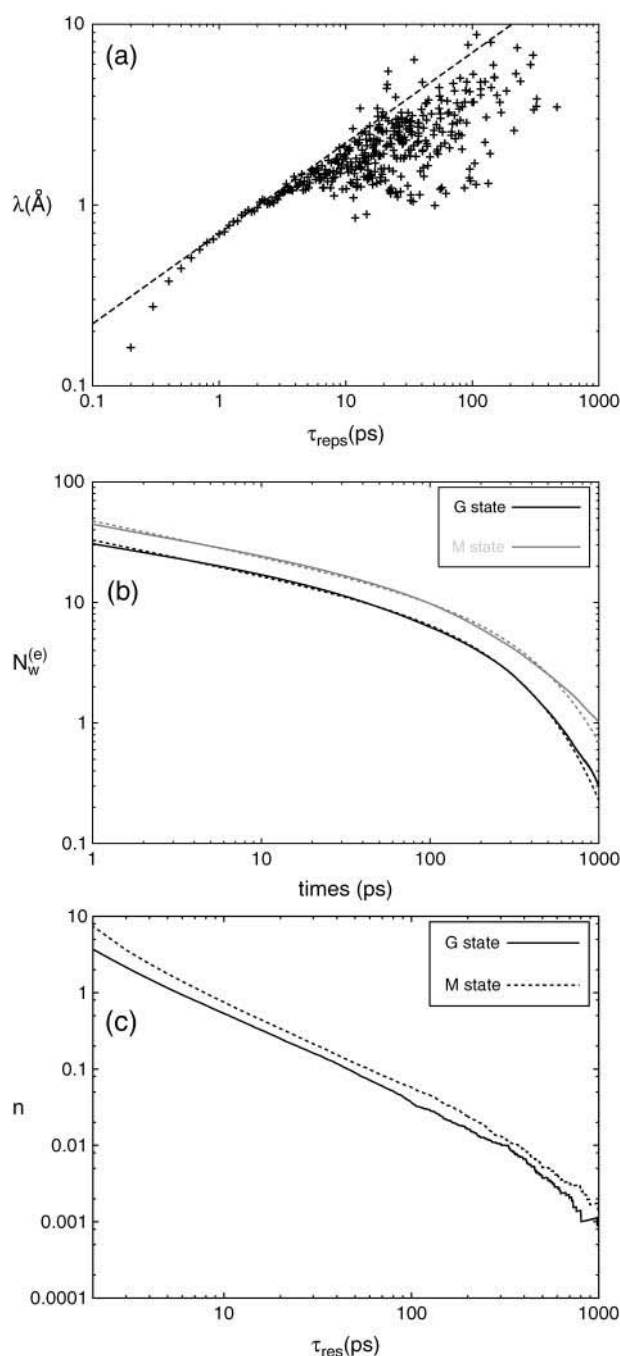 (a)
10
1
0.1
λ(Å)
0.1 1 10 100 1000
τreps(ps)
(b)
100
10
1
0.1
Nw(e)
G state
M state
1 10 100 1000
times (ps)
(c)
10
1
0.1
0.01
0.001
0.0001
n
G state
M state
10 100 1000
τres(ps)